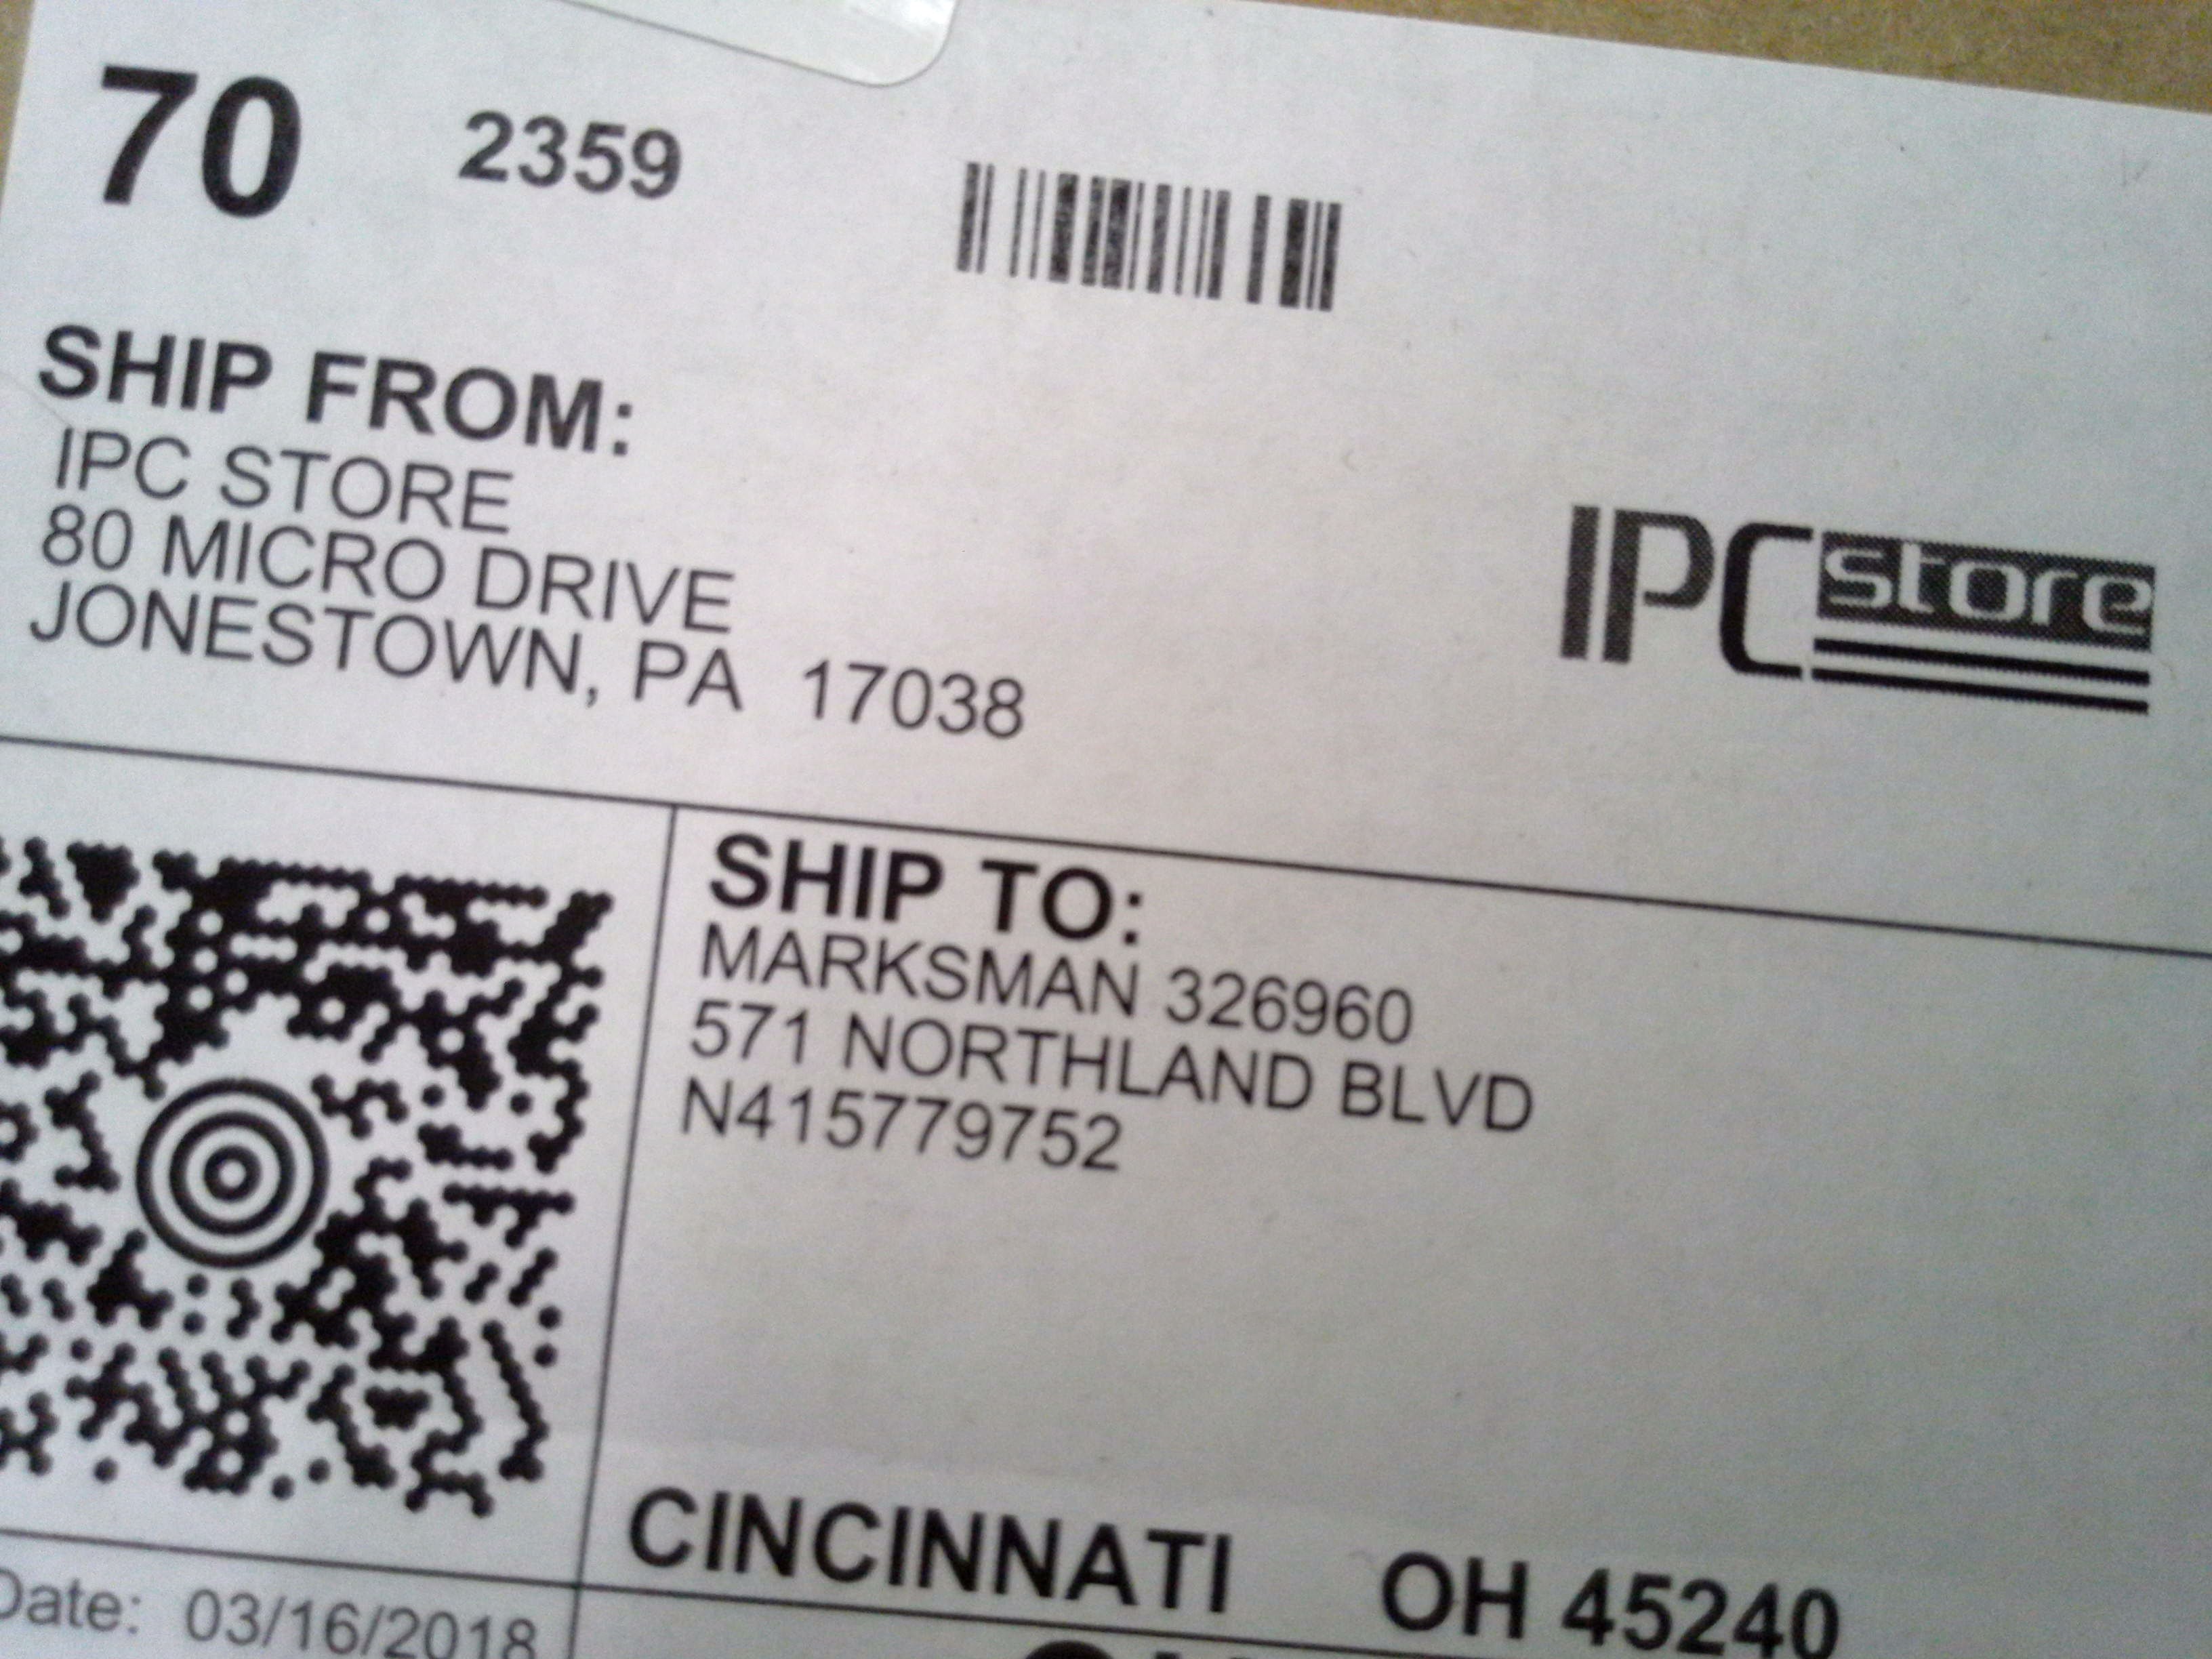 70 2359
SHIP FROM:
IPC STORE
80 MICRO DRIVE
JONESTOWN, PA 17038
IPC store
SHIP TO:
MARKSMAN 326960
571 NORTHLAND BLVD
N415779752
CINCINNATI OH 45240
Date: 03/16/2018